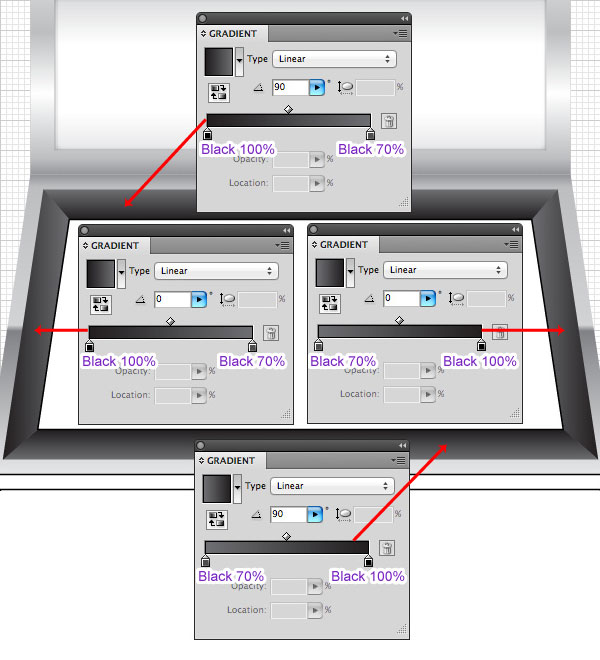 GRADIENT
Type Linear
90 ° %
Black 100% Black 70%
Opacity: %
Location: %
GRADIENT
Type Linear
0 ° %
Black 100% Black 70%
Opacity: %
Location: %
GRADIENT
Type Linear
0 ° %
Black 70% Black 100%
Opacity: %
Location: %
GRADIENT
Type Linear
90 ° %
Black 70% Black 100%
Opacity: %
Location: %